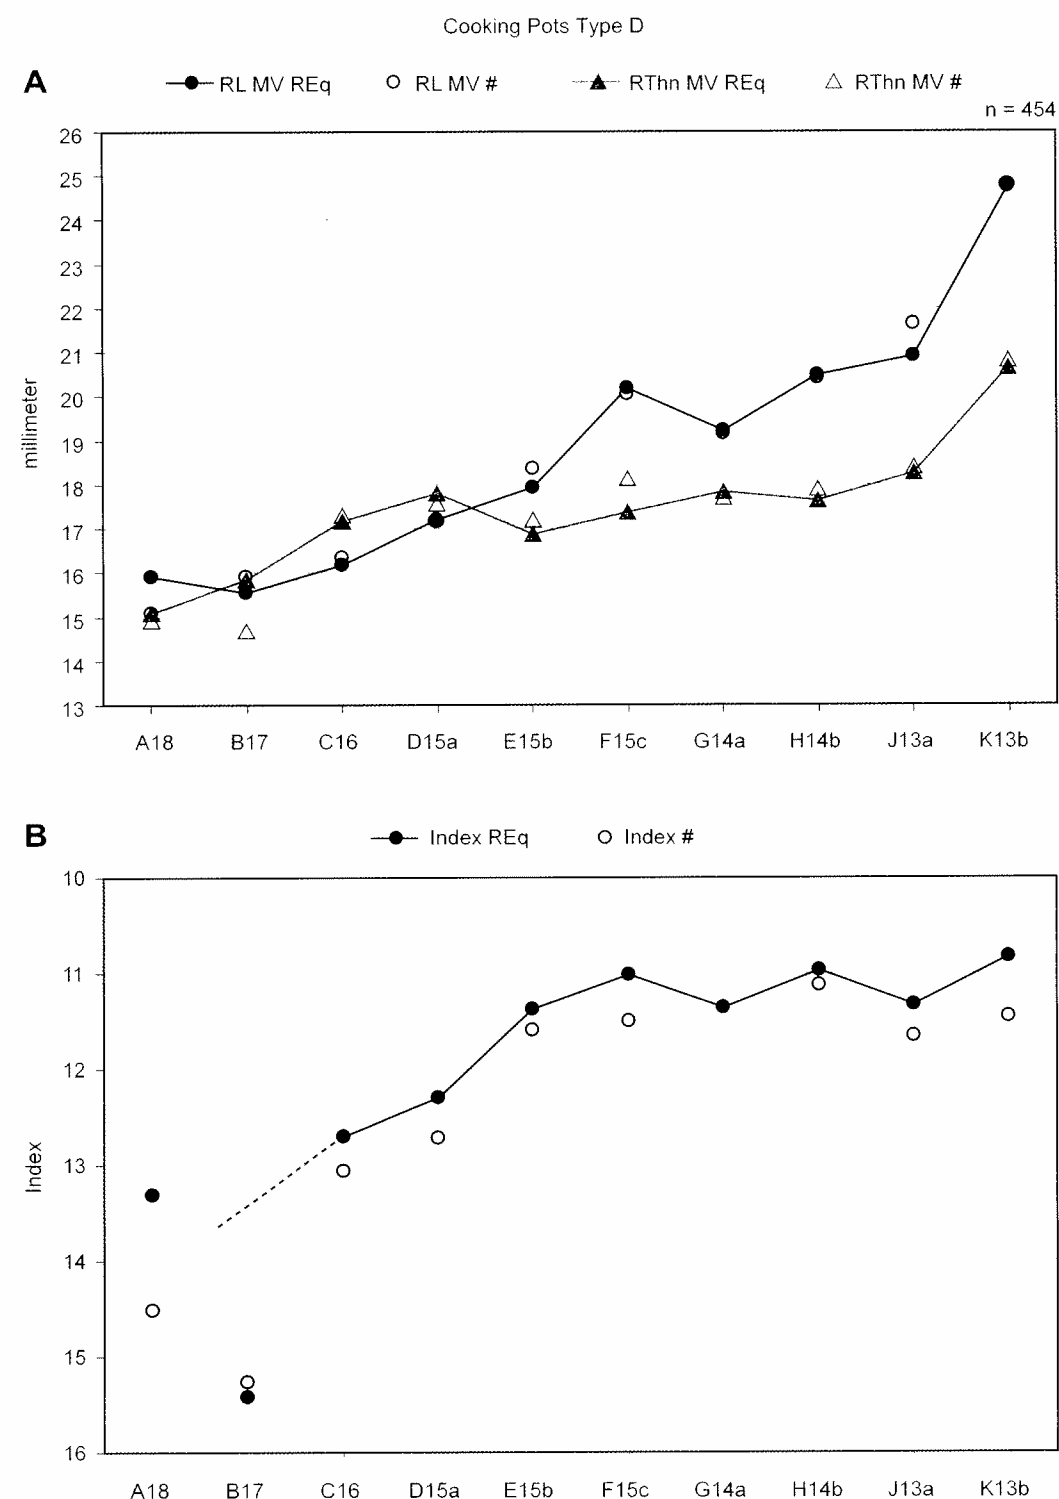 Cooking Pots Type D
A
RL MV REq RL MV # RThn MV REq RThn MV #
n = 454
26
25
24
23
22
21
20
19
18
17
16
15
14
13
millimeter
A18 B17 C16 D15a E15b F15c G14a H14b J13a K13b
B
Index REq Index #
10
11
12
13
14
15
16
Index
A18 B17 C16 D15a E15b F15c G14a H14b J13a K13b